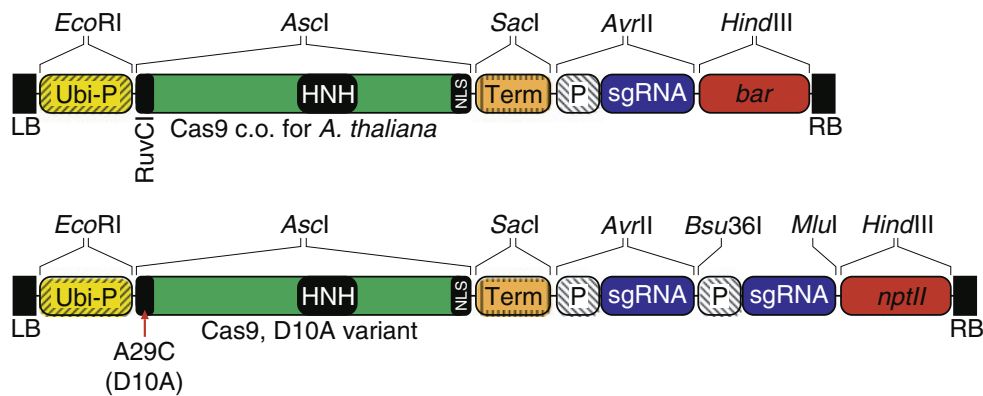 EcoRI AscI SacI AvrII HindIII
Ubi-P HNH NLS Term P sgRNA bar
LB RuvCI Cas9 c.o. for A. thaliana RB
EcoRI AscI SacI AvrII Bsu36I MluI HindIII
Ubi-P HNH NLS Term P sgRNA P sgRNA nptII
LB Cas9, D10A variant RB
A29C
(D10A)